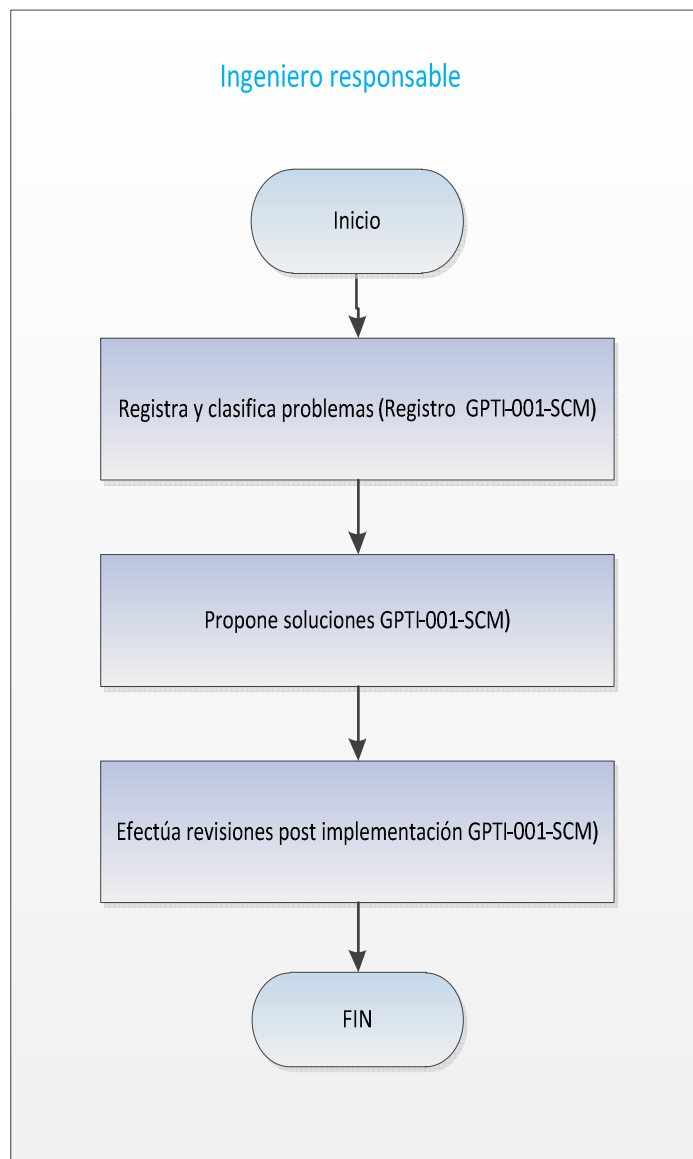 Ingeniero responsable
Inicio
Registra y clasifica problemas (Registro GPTI-001-SCM)
Propone soluciones GPTI-001-SCM)
Efectúa revisiones post implementación GPTI-001-SCM)
FIN